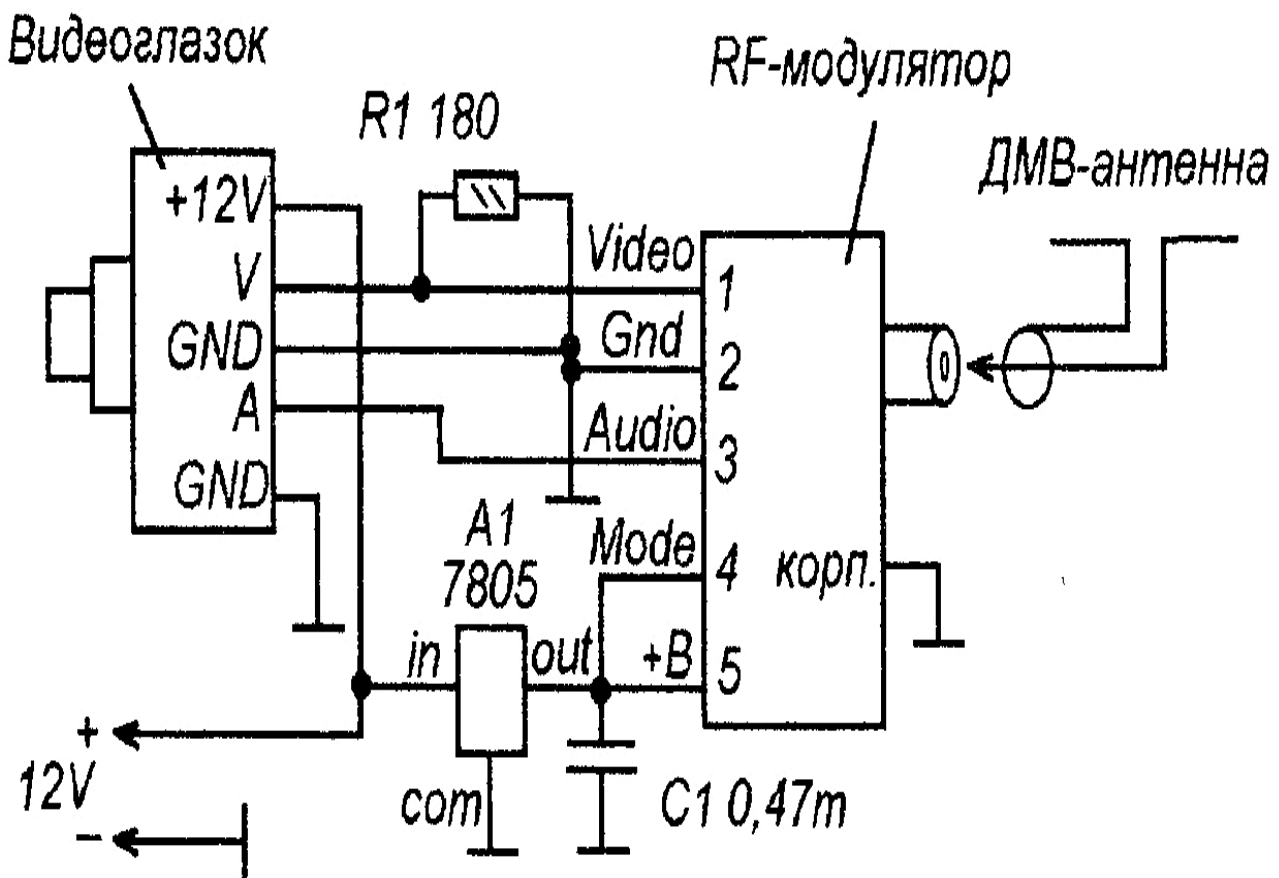 Видеоглазок
RF-модулятор
R1 180
ДМВ-антенна
+12V
V
GND
A
GND
Video
1
Gnd
2
Audio
3
Mode
4
+B
5
корп.
A1
7805
in
out
com
+
12V
−
C1 0,47m